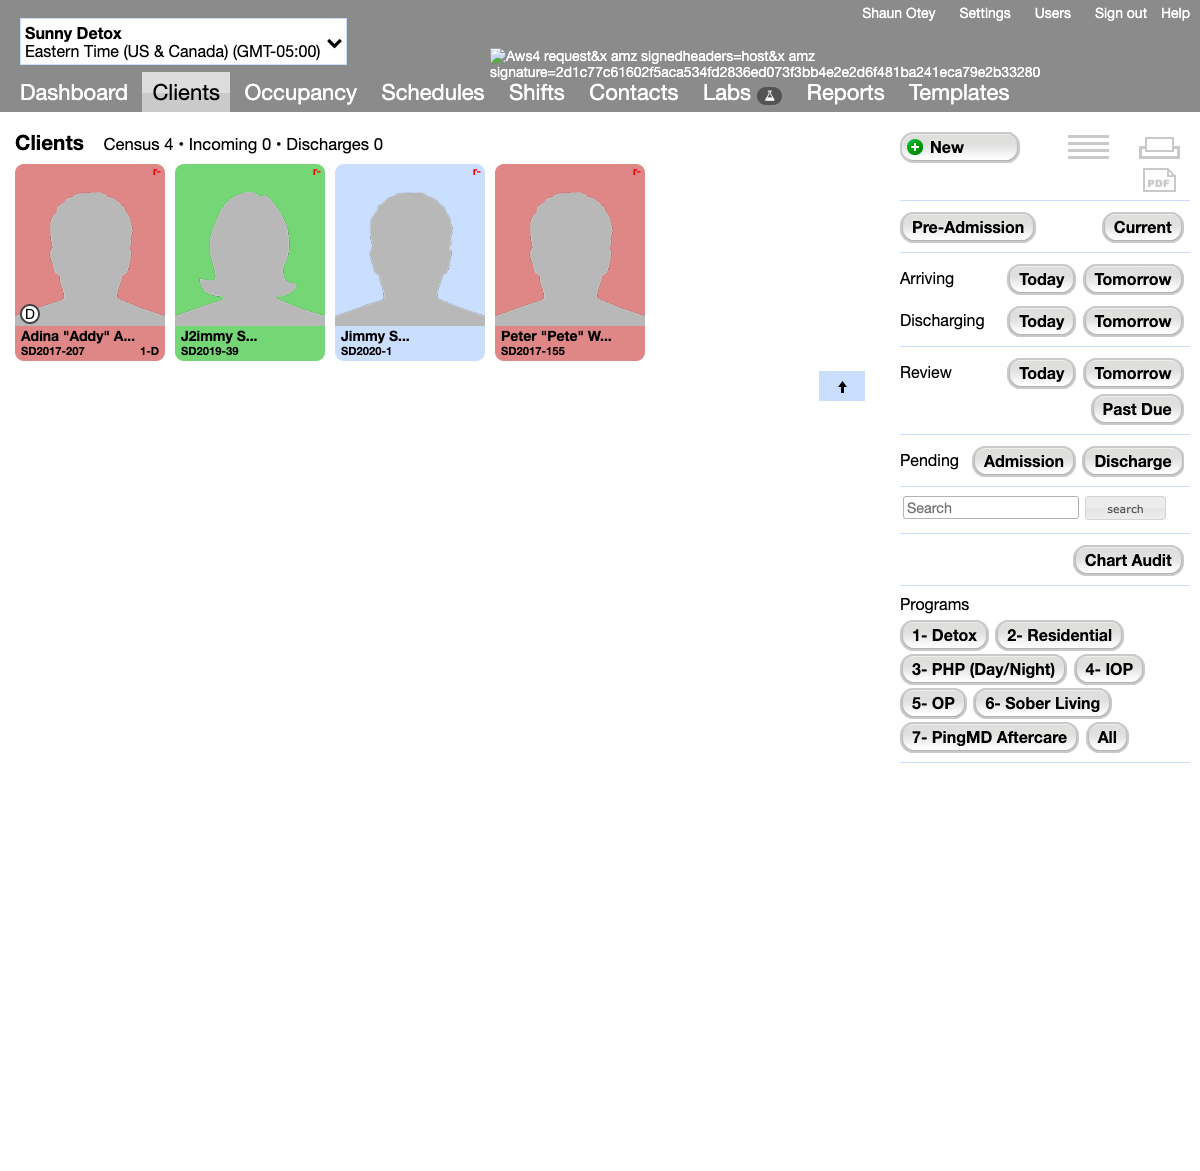 Shaun Otey Settings Users Sign out Help
Sunny Detox
Eastern Time (US & Canada) (GMT-05:00)
Aws4 request&x amz signedheaders=host&x amz
signature=2d1c77c61602f5aca534fd2836ed073f3bb4e2e2d6f481ba241eca79e2b33280
Dashboard Clients Occupancy Schedules Shifts Contacts Labs Reports Templates
Clients Census 4 • Incoming 0 • Discharges 0
r- r- r- r-
D
Adina "Addy" A... J2immy S... Jimmy S... Peter "Pete" W...
SD2017-207 1-D SD2019-39 SD2020-1 SD2017-155
New
PDF
Pre-Admission Current
Arriving Today Tomorrow
Discharging Today Tomorrow
Review Today Tomorrow
Past Due
Pending Admission Discharge
Search search
Chart Audit
Programs
1- Detox 2- Residential
3- PHP (Day/Night) 4- IOP
5- OP 6- Sober Living
7- PingMD Aftercare All